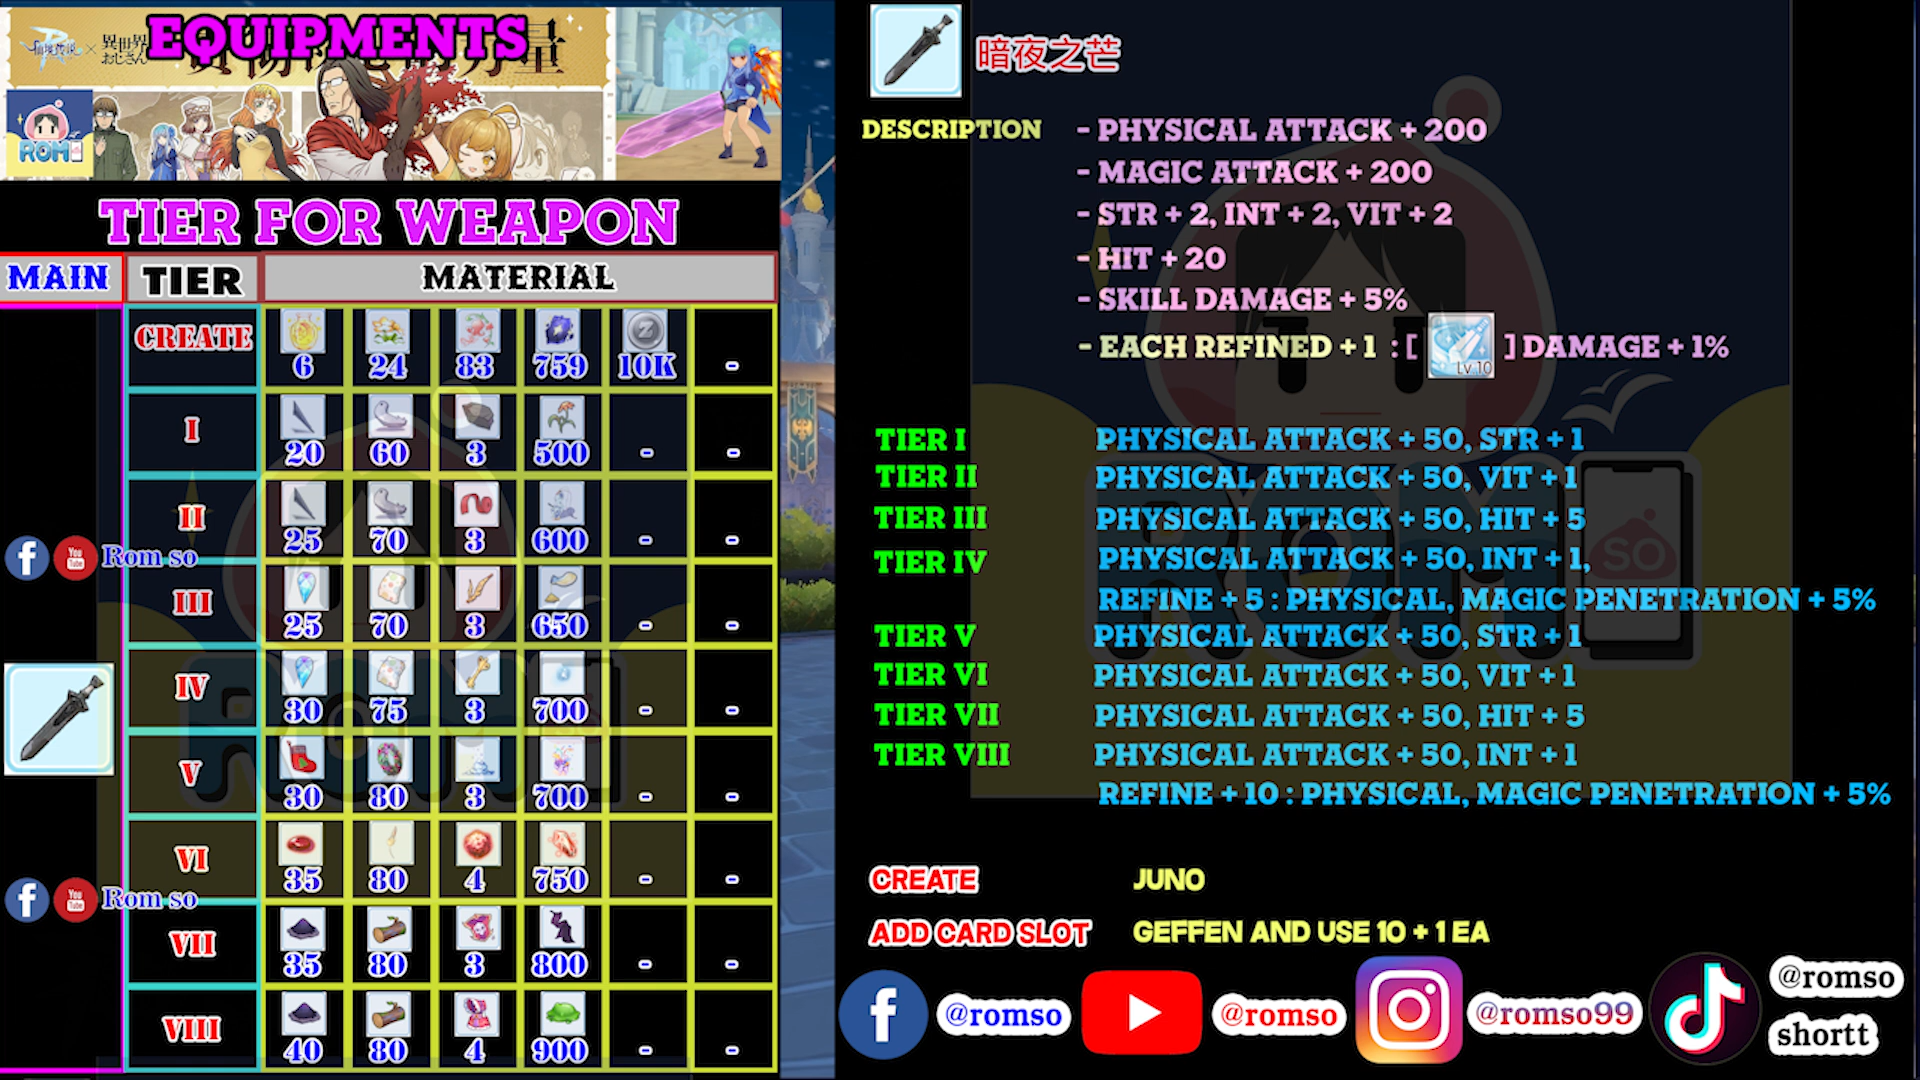 EQUIPMENTS
異世界
おじさん
ROM
TIER FOR WEAPON
MAIN TIER MATERIAL
CREATE 6 24 83 759 10K -
I 20 60 3 500 - -
II 25 70 3 600 - -
Rom so
III 25 70 3 650 - -
IV 30 75 3 700 - -
V 30 80 3 700 - -
VI 35 80 4 750 - -
Rom so
VII 35 80 3 800 - -
VIII 40 80 4 900 - -
暗夜之芒
DESCRIPTION - PHYSICAL ATTACK + 200
- MAGIC ATTACK + 200
- STR + 2, INT + 2, VIT + 2
- HIT + 20
- SKILL DAMAGE + 5%
- EACH REFINED + 1 : [ Lv 10 ] DAMAGE + 1%
TIER I PHYSICAL ATTACK + 50, STR + 1
TIER II PHYSICAL ATTACK + 50, VIT + 1
TIER III PHYSICAL ATTACK + 50, HIT + 5
TIER IV PHYSICAL ATTACK + 50, INT + 1,
REFINE + 5 : PHYSICAL, MAGIC PENETRATION + 5%
TIER V PHYSICAL ATTACK + 50, STR + 1
TIER VI PHYSICAL ATTACK + 50, VIT + 1
TIER VII PHYSICAL ATTACK + 50, HIT + 5
TIER VIII PHYSICAL ATTACK + 50, INT + 1
REFINE + 10 : PHYSICAL, MAGIC PENETRATION + 5%
CREATE JUNO
ADD CARD SLOT GEFFEN AND USE 10 + 1 EA
@romso @romso @romso99 @romso
shortt